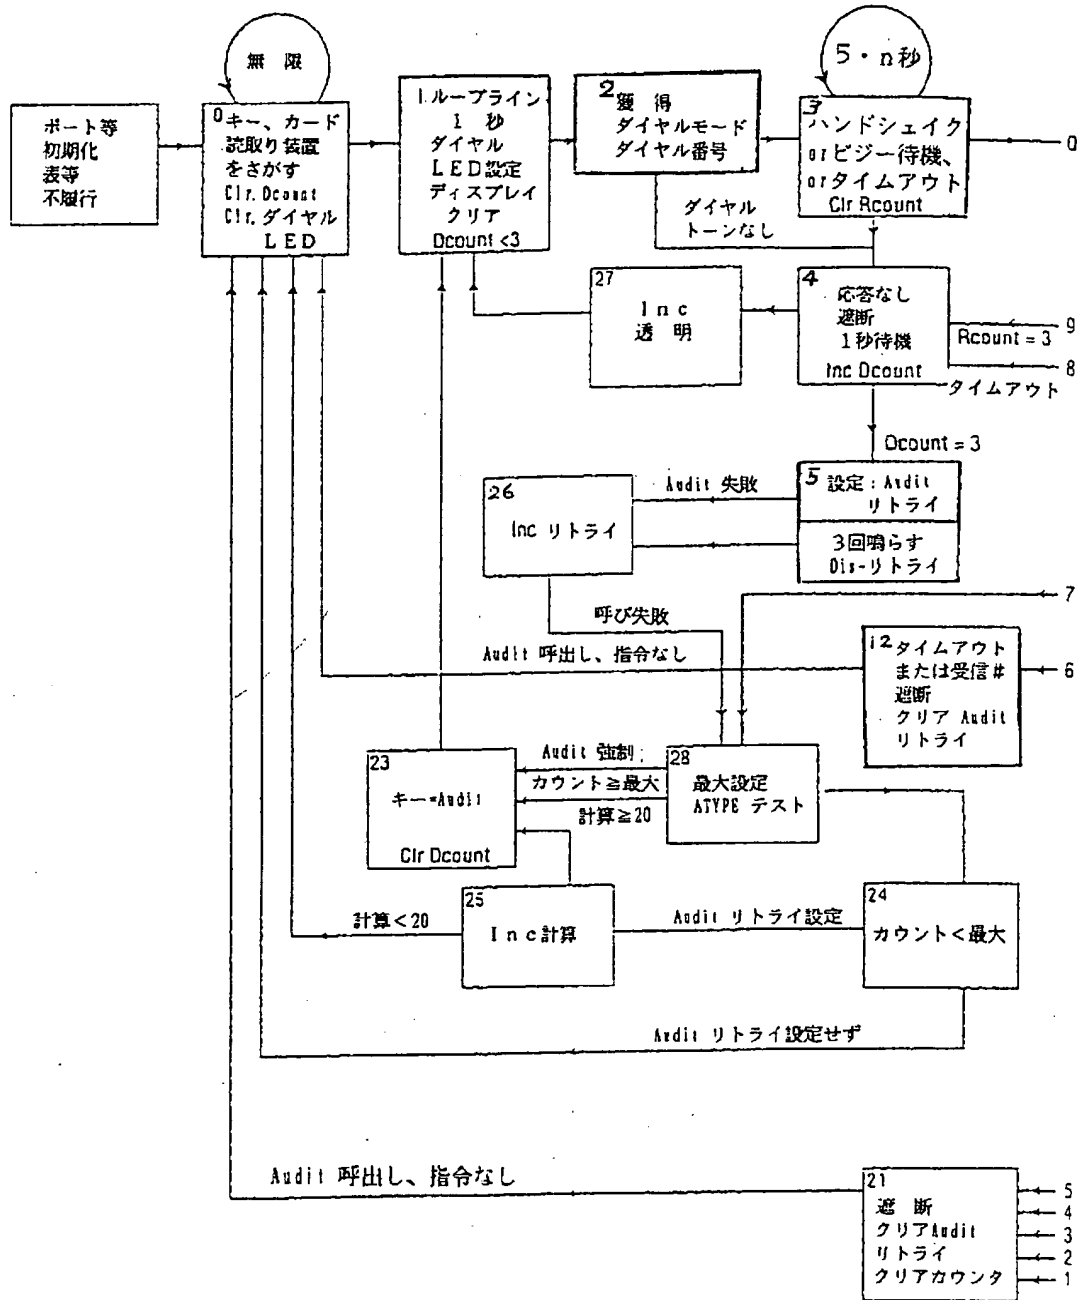 無 限
5・n秒
ポート等
初期化
表等
不履行
0 キー、カード
読取り装置
をさがす
Clr. Dcount
Clr. ダイヤル
LED
1 ループライン
1 秒
ダイヤル
LED設定
ディスプレイ
クリア
Dcount <3
2 獲 得
ダイヤルモード
ダイヤル番号
3
ハンドシェイク
orビジー待機、
orタイムアウト
Clr Rcount
0
ダイヤル
トーンなし
27
Inc
透 明
4
応答なし
遮断
1秒待機
Inc Dcount
9
Rcount = 3
8
タイムアウト
Dcount = 3
26
Inc リトライ
Audit 失敗
5 設定：Audit
リトライ
3回鳴らす
Dis-リトライ
7
呼び失敗
Audit 呼出し、指令なし
12 タイムアウト
または受信#
遮断
クリア Audit
リトライ
6
23
キー=Audit
Clr Dcount
Audit 強制
カウント≧最大
計算≧20
28
最大設定
ATYPE テスト
計算<20
25
Inc計算
Audit リトライ設定
24
カウント<最大
Audit リトライ設定せず
Audit 呼出し、指令なし
21
遮 断
クリアAudit
リトライ
クリアカウンタ
5
4
3
2
1